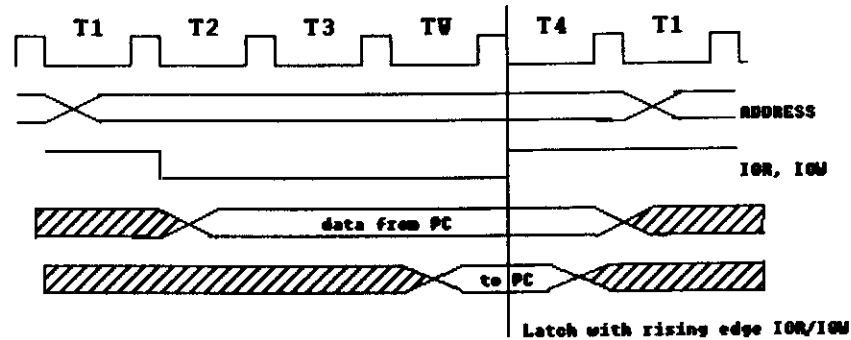 T1 T2 T3 TW T4 T1
ADDRESS
IOR, IOW
data from PC
to PC
Latch with rising edge IOR/IOW